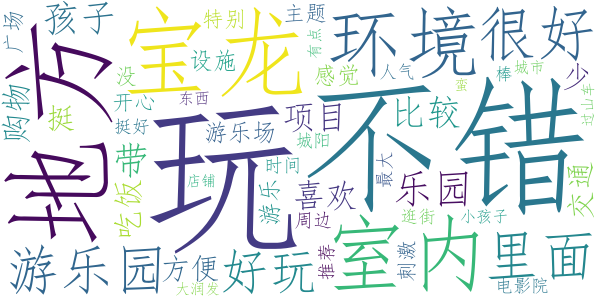 广场
孩子
宝龙
特别
主题
环境
很好
购物
地方
没
设施
有点
感觉
人气
棒
城市
少
挺
开心
东西
项目
蛮
过山车
挺好
玩
不错
比较
带
游乐场
城阳
时间
最大
吃饭
店铺
游乐
喜欢
乐园
交通
周边
逛街
小孩子
游乐园
方便
好玩
推荐
室内
刺激
里面
大润发
电影院